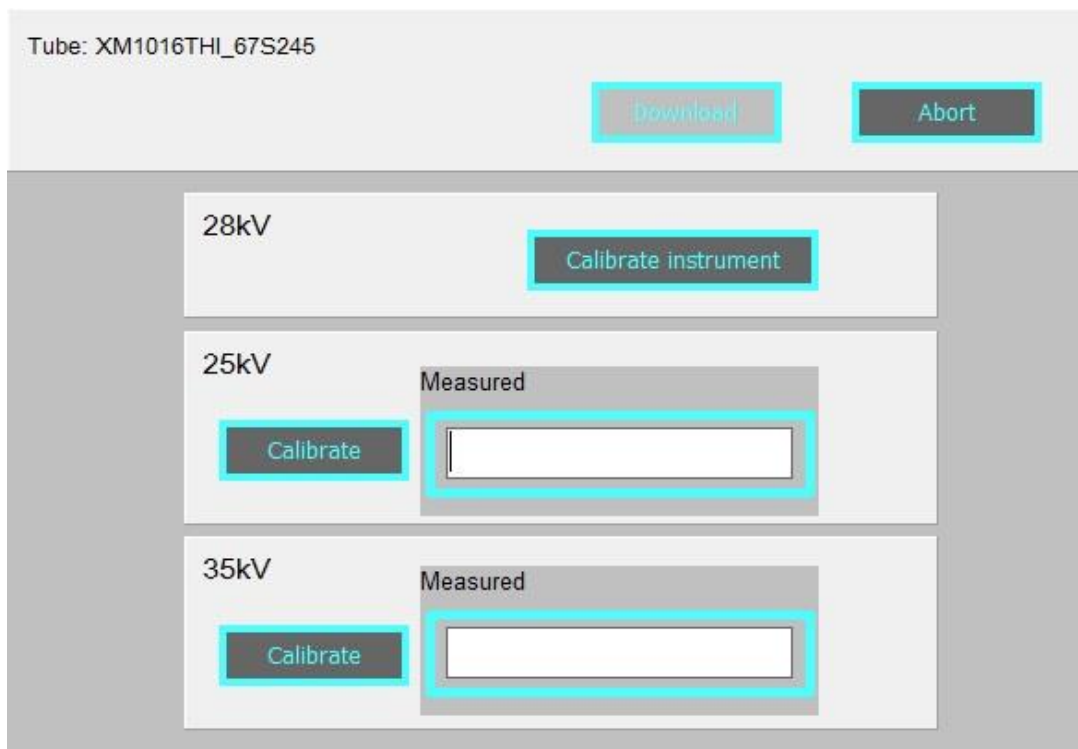 Tube: XM1016THI_67S245
Download
Abort
28kV
Calibrate instrument
25kV
Measured
Calibrate
35kV
Measured
Calibrate